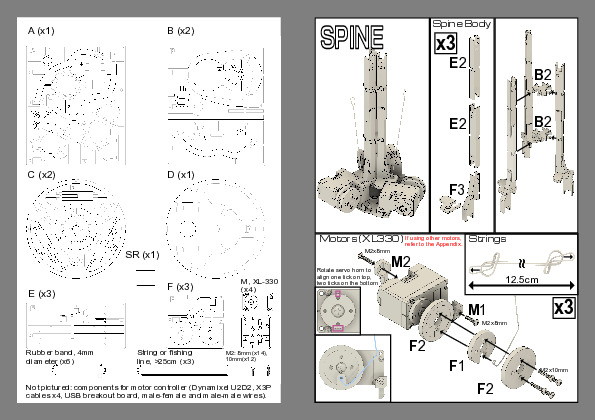 A (x1)
B (x2)
C (x2)
D (x1)
SR (x1)
E (x3)
F (x3)
M, XL-330
(x4)
Rubber band, 4mm
diameter (x6)
String or fishing
line, >25cm (x3)
M2: 8mm (x14),
10mm(x12)
Not pictured: components for motor controller (Dynamixel U2D2, X3P
cables x4, USB breakout board, male-female and male-male wires).
SPINE
Spine Body
x3
E2
E2
F3
B2
B2
Motors (XL330)
If using other motors,
refer to the Appendix.
M2x8mm
M2
Rotate servo horn to
align one tick on top,
two ticks on the bottom
M1
M2x8mm
F2
F1
F2
M2x10mm
Strings
12.5cm
x3